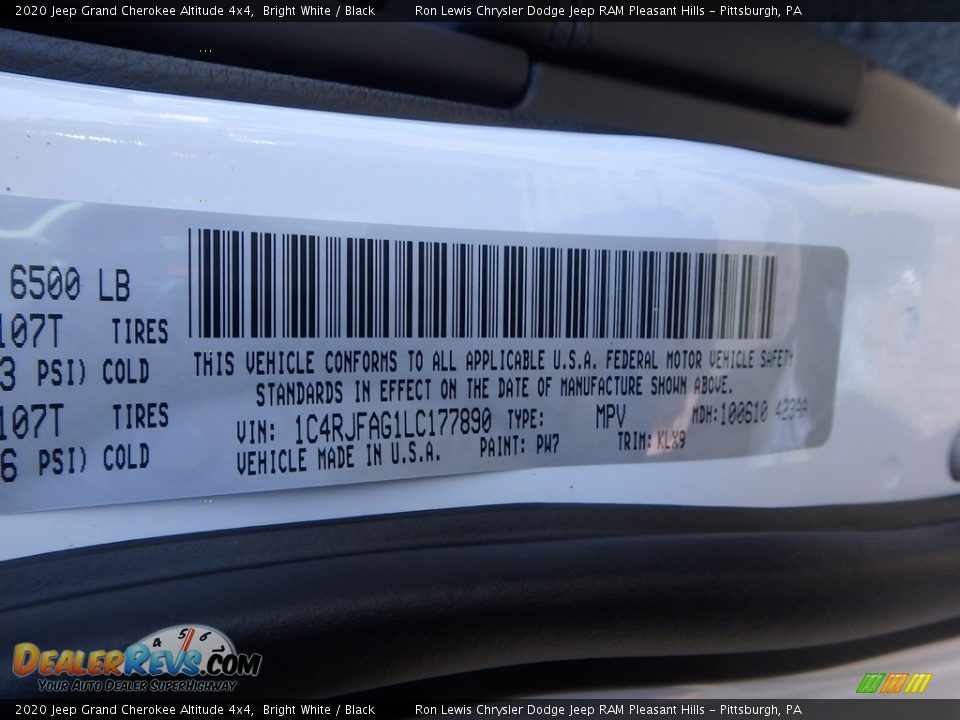 2020 Jeep Grand Cherokee Altitude 4x4, Bright White / Black Ron Lewis Chrysler Dodge Jeep RAM Pleasant Hills - Pittsburgh, PA
6500 LB
107T TIRES
3 PSI) COLD
107T TIRES
6 PSI) COLD
THIS VEHICLE CONFORMS TO ALL APPLICABLE U.S.A. FEDERAL MOTOR VEHICLE SAFETY
STANDARDS IN EFFECT ON THE DATE OF MANUFACTURE SHOWN ABOVE.
VIN: 1C4RJFAG1LC177890 TYPE: MPV MDH:100610
VEHICLE MADE IN U.S.A. PAINT: PW7 TRIM: KLX9
4 5 6
DealerRevs.com
Your Auto Dealer SuperHighway
2020 Jeep Grand Cherokee Altitude 4x4, Bright White / Black Ron Lewis Chrysler Dodge Jeep RAM Pleasant Hills - Pittsburgh, PA